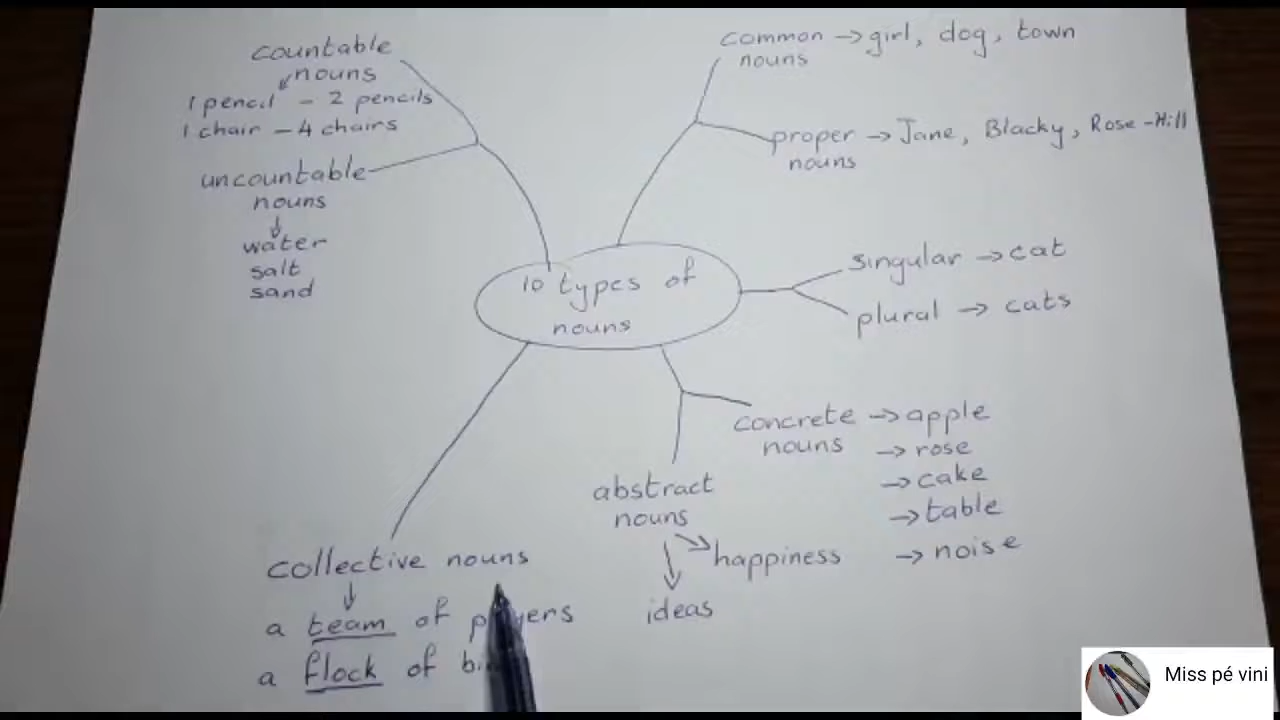 countable
nouns
1 pencil - 2 pencils
1 chair - 4 chairs
uncountable
nouns
water
salt
sand
common → girl, dog, town
nouns
proper → Jane, Blacky, Rose-Hill
nouns
10 types of
nouns
singular → cat
plural → cats
concrete → apple
nouns → rose
→ cake
→ table
→ noise
abstract
nouns
happiness
ideas
collective nouns
a team of
a flock of
Miss pé vini